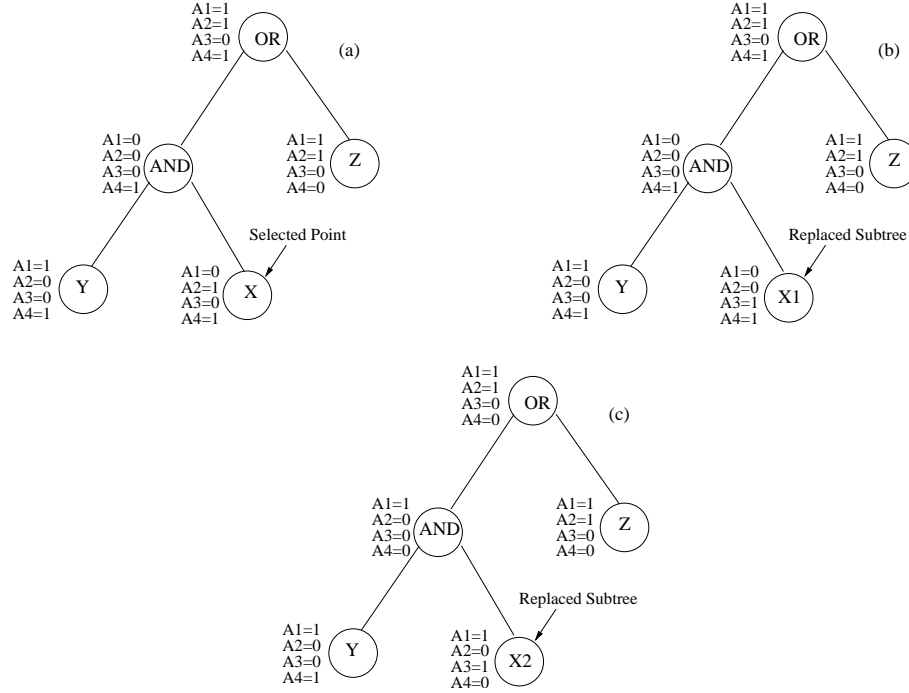 A1=1
A2=1
A3=0
A4=1
OR
(a)
A1=0
A2=0
A3=0
A4=1
AND
A1=1
A2=1
A3=0
A4=0
Z
Selected Point
A1=1
A2=0
A3=0
A4=1
Y
A1=0
A2=1
A3=0
A4=1
X
A1=1
A2=1
A3=0
A4=1
OR
(b)
A1=0
A2=0
A3=0
A4=1
AND
A1=1
A2=1
A3=0
A4=0
Z
Replaced Subtree
A1=1
A2=0
A3=0
A4=1
Y
A1=0
A2=0
A3=1
A4=1
X1
A1=1
A2=1
A3=0
A4=0
OR
(c)
A1=1
A2=0
A3=0
A4=0
AND
A1=1
A2=1
A3=0
A4=0
Z
Replaced Subtree
A1=1
A2=0
A3=0
A4=1
Y
A1=1
A2=0
A3=1
A4=0
X2